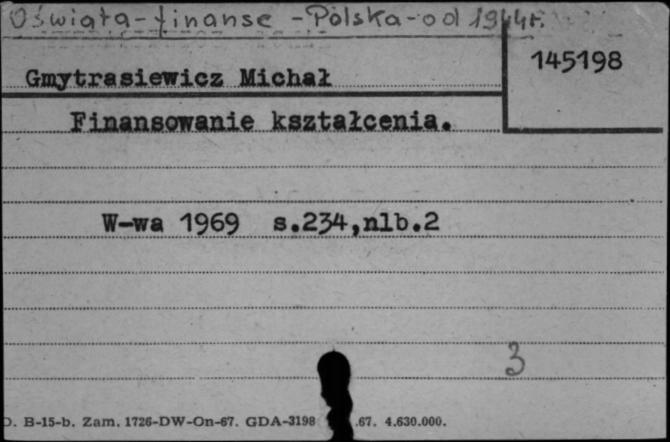 Oświata - finanse - Polska - od 1944r.
145198
Gmytrasiewicz Michał
Finansowanie kształcenia.
W-wa 1969 s.234,nlb.2
3
D. B-15-b. Zam. 1726-DW-On-67. GDA-3198 .67. 4.630.000.